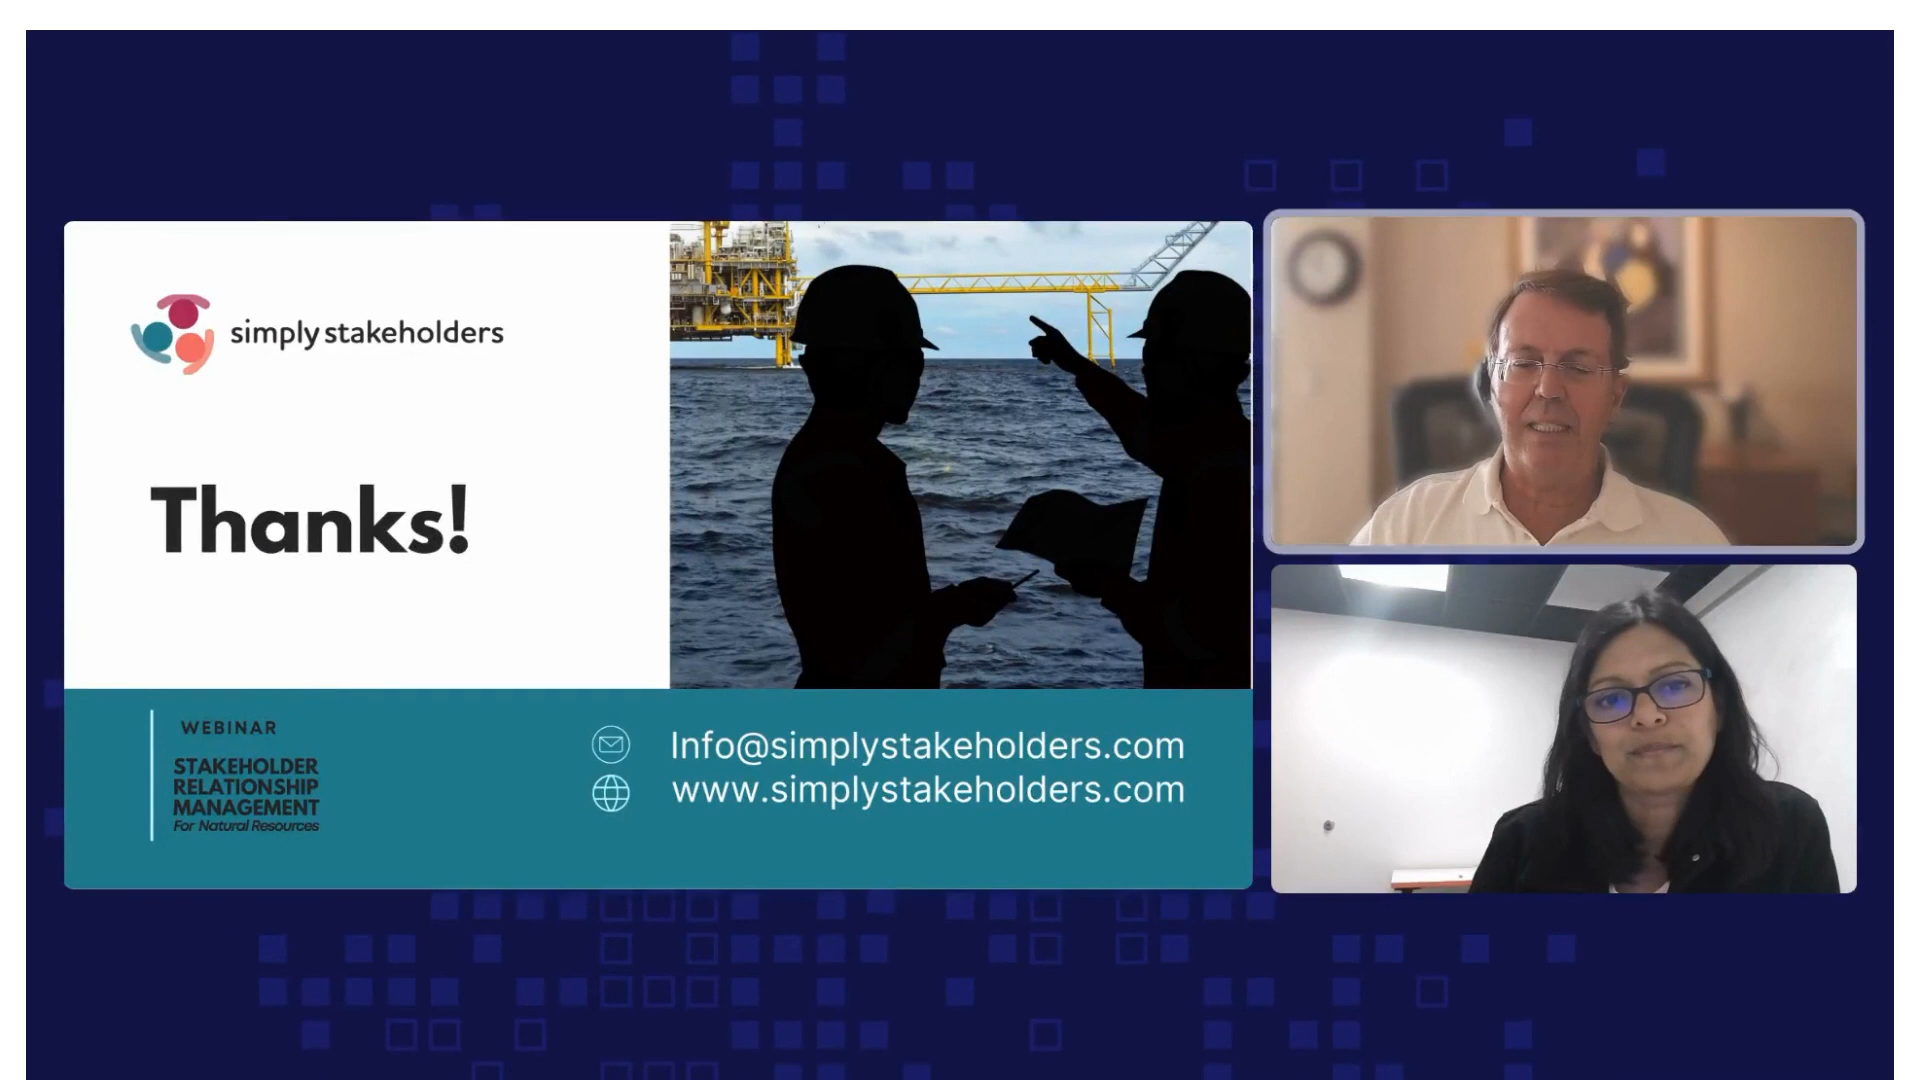 simply stakeholders
Thanks!
WEBINAR
STAKEHOLDER
RELATIONSHIP
MANAGEMENT
For Natural Resources
Info@simplystakeholders.com
www.simplystakeholders.com